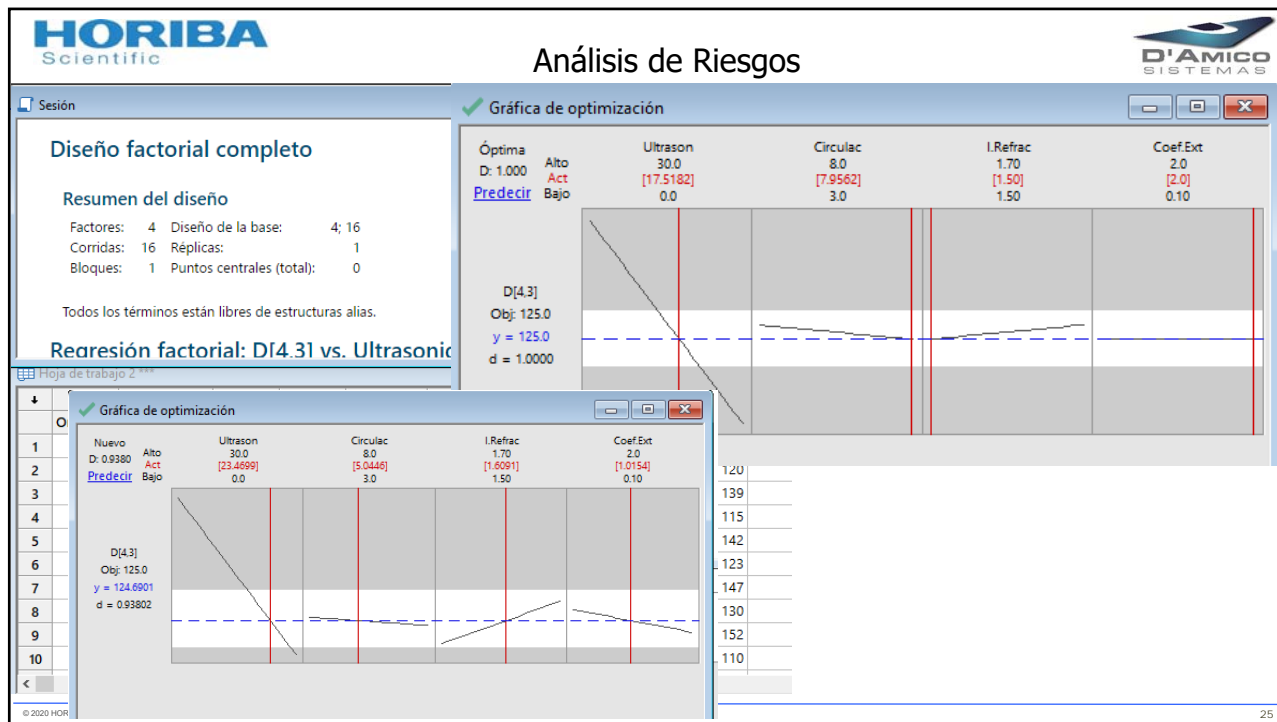 HORIBA
Scientific
Análisis de Riesgos
D'AMICO
SISTEMAS
Sesión
Diseño factorial completo
Resumen del diseño
Factores: 4 Diseño de la base: 4; 16
Corridas: 16 Réplicas: 1
Bloques: 1 Puntos centrales (total): 0
Todos los términos están libres de estructuras alias.
Regresión factorial: D[4,3] vs. Ultrasonic
Gráfica de optimización
Óptima
D: 1.000
Predecir
Alto
Act
Bajo
Ultrason
30.0
[17.5182]
0.0
Circulac
8.0
[7.9562]
3.0
I.Refrac
1.70
[1.50]
1.50
Coef.Ext
2.0
[2.0]
0.10
D[4,3]
Obj: 125.0
y = 125.0
d = 1.0000
Hoja de trabajo 2 ***
1
2
3
4
5
6
7
8
9
10
120
139
115
142
123
147
130
152
110
Gráfica de optimización
Nuevo
D: 0.9380
Predecir
Alto
Act
Bajo
Ultrason
30.0
[23.4699]
0.0
Circulac
8.0
[5.0446]
3.0
I.Refrac
1.70
[1.6091]
1.50
Coef.Ext
2.0
[1.0154]
0.10
D[4,3]
Obj: 125.0
y = 124.6901
d = 0.93802
© 2020 HOR
25